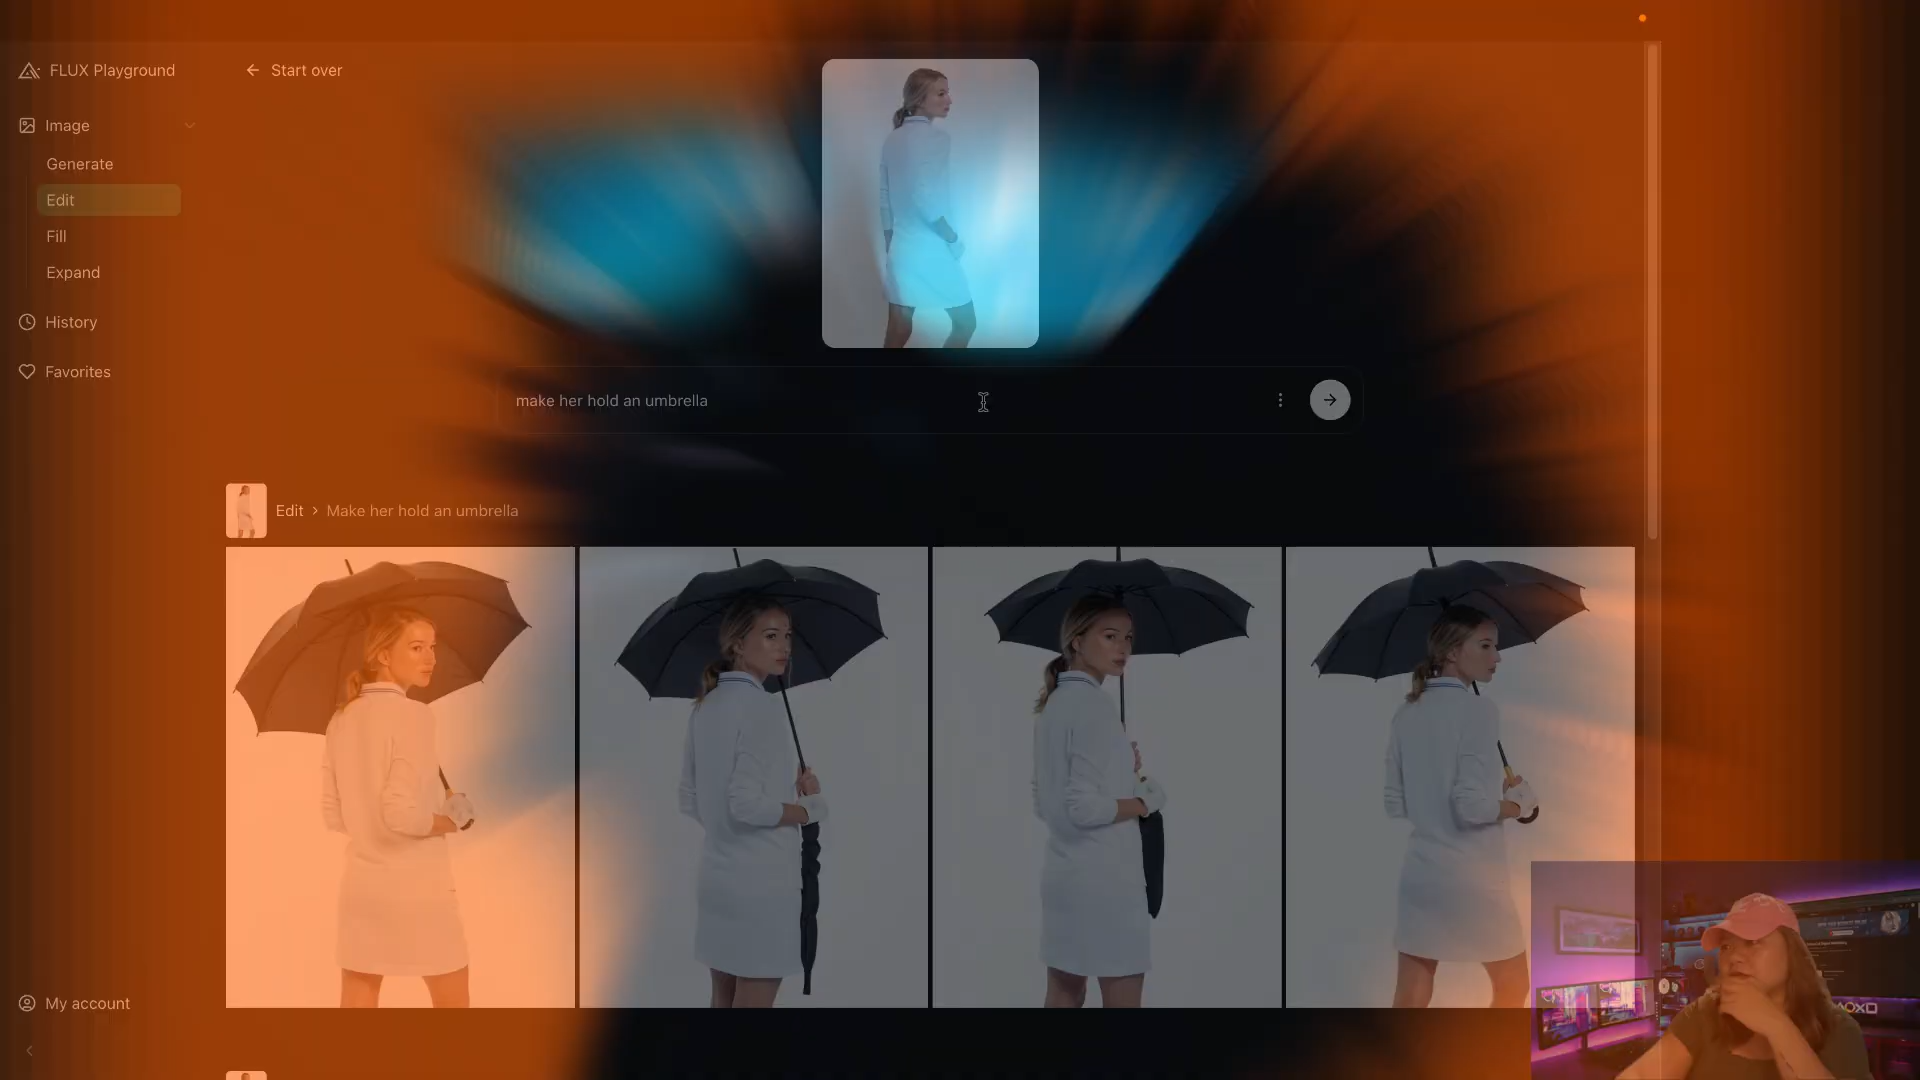 FLUX Playground
Start over
Image
Generate
Edit
Fill
Expand
History
Favorites
make her hold an umbrella
Edit > Make her hold an umbrella
My account